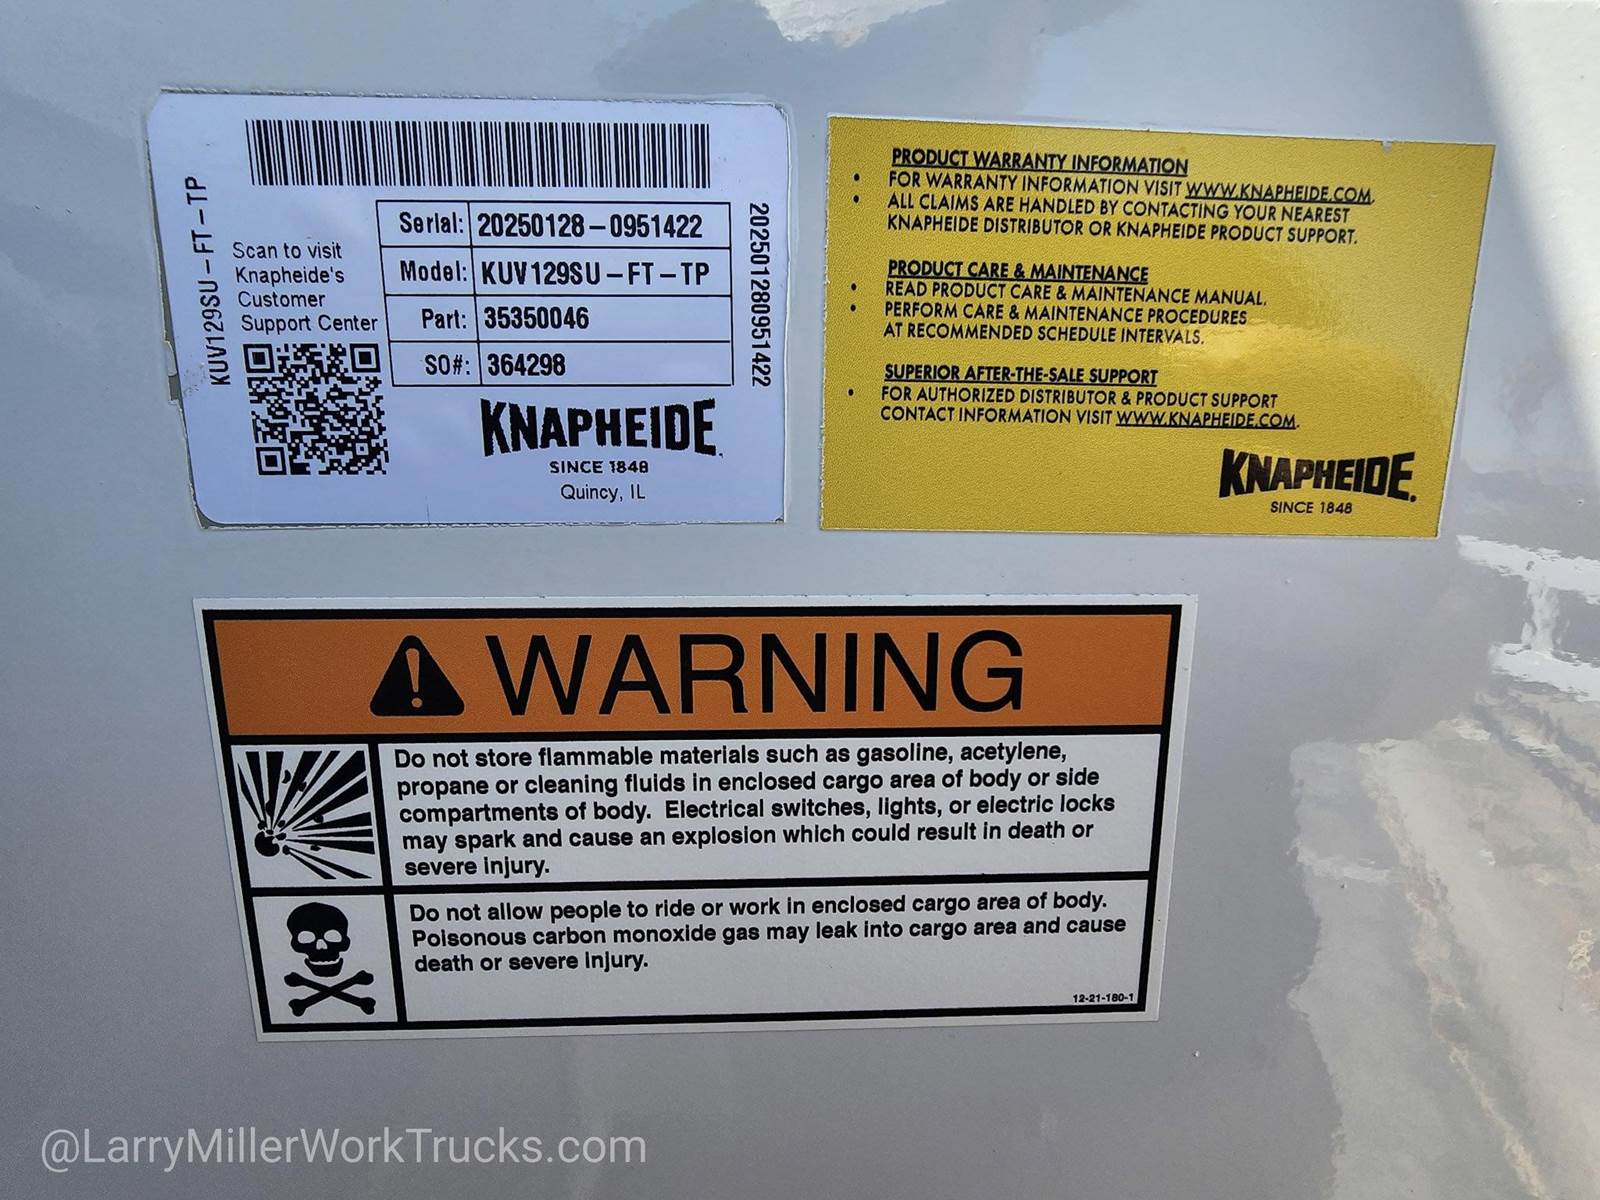 KUV129SU-FT-TP
Scan to visit
Knapheide's
Customer
Support Center
Serial: 20250128-0951422
Model: KUV129SU-FT-TP
Part: 35350046
SO#: 364298
202501280951422
KNAPHEIDE
SINCE 1848
Quincy, IL
PRODUCT WARRANTY INFORMATION
• FOR WARRANTY INFORMATION VISIT WWW.KNAPHEIDE.COM.
• ALL CLAIMS ARE HANDLED BY CONTACTING YOUR NEAREST
KNAPHEIDE DISTRIBUTOR OR KNAPHEIDE PRODUCT SUPPORT.
PRODUCT CARE & MAINTENANCE
• READ PRODUCT CARE & MAINTENANCE MANUAL.
• PERFORM CARE & MAINTENANCE PROCEDURES
AT RECOMMENDED SCHEDULE INTERVALS.
SUPERIOR AFTER-THE-SALE SUPPORT
• FOR AUTHORIZED DISTRIBUTOR & PRODUCT SUPPORT
CONTACT INFORMATION VISIT WWW.KNAPHEIDE.COM.
KNAPHEIDE.
SINCE 1848
WARNING
Do not store flammable materials such as gasoline, acetylene,
propane or cleaning fluids in enclosed cargo area of body or side
compartments of body. Electrical switches, lights, or electric locks
may spark and cause an explosion which could result in death or
severe injury.
Do not allow people to ride or work in enclosed cargo area of body.
Poisonous carbon monoxide gas may leak into cargo area and cause
death or severe injury.
12-21-180-1
@LarryMillerWorkTrucks.com